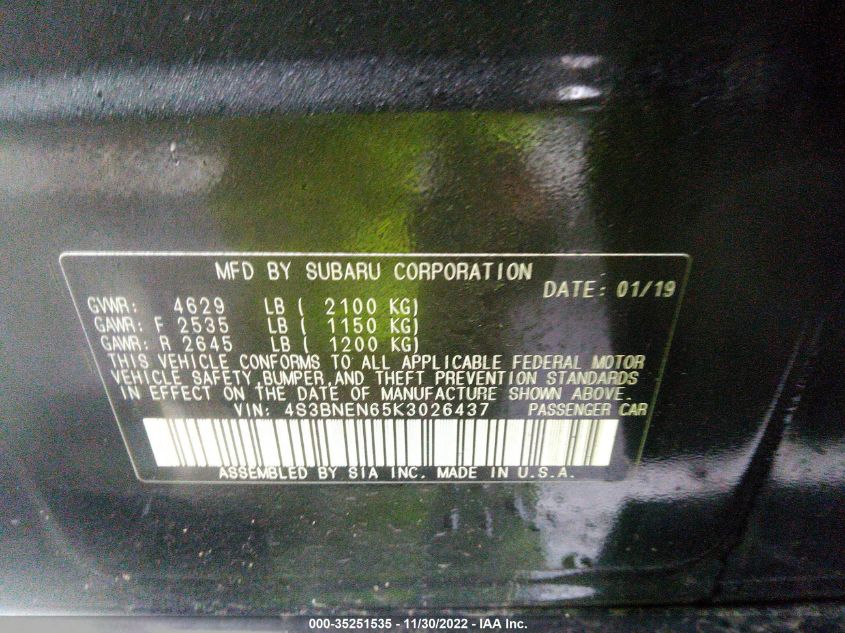 MFD BY SUBARU CORPORATION
DATE: 01/19
GVWR: 4629 LB ( 2100 KG)
GAWR: F 2535 LB ( 1150 KG)
GAWR: R 2645 LB ( 1200 KG)
THIS VEHICLE CONFORMS TO ALL APPLICABLE FEDERAL MOTOR
VEHICLE SAFETY,BUMPER,AND THEFT PREVENTION STANDARDS
IN EFFECT ON THE DATE OF MANUFACTURE SHOWN ABOVE.
VIN: 4S3BNEN65K3026437 PASSENGER CAR
ASSEMBLED BY SIA INC. MADE IN U.S.A.
000-35251535 - 11/30/2022 - IAA Inc.